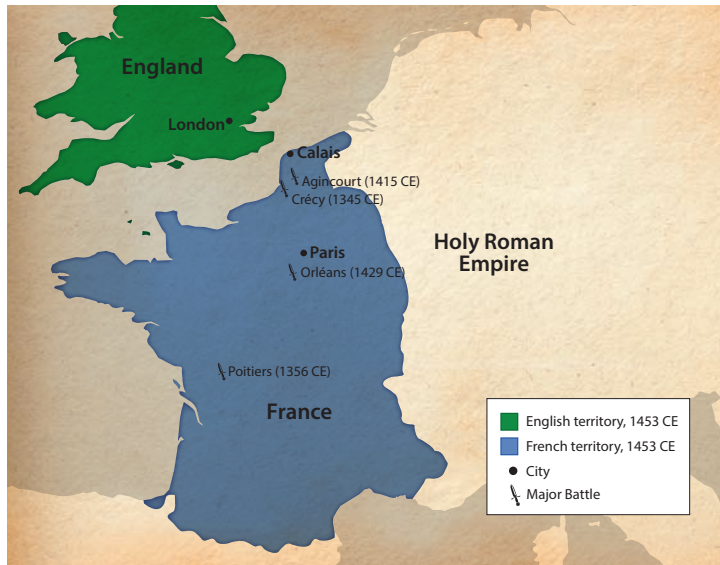 England
London
Calais
Agincourt (1415 CE)
Crécy (1345 CE)
Holy Roman
Empire
Paris
Orléans (1429 CE)
Poitiers (1356 CE)
France
English territory, 1453 CE
French territory, 1453 CE
City
Major Battle